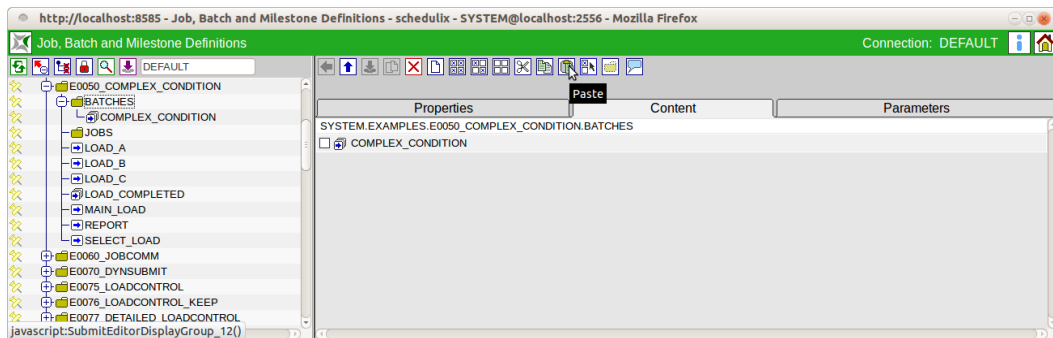 http://localhost:8585 - Job, Batch and Milestone Definitions - schedulix - SYSTEM@localhost:2556 - Mozilla Firefox
Job, Batch and Milestone Definitions
Connection: DEFAULT
DEFAULT
Paste
E0050_COMPLEX_CONDITION
BATCHES
COMPLEX_CONDITION
JOBS
LOAD_A
LOAD_B
LOAD_C
LOAD_COMPLETED
MAIN_LOAD
REPORT
SELECT_LOAD
E0060_JOBCOMM
E0070_DYNSUBMIT
E0075_LOADCONTROL
E0076_LOADCONTROL_KEEP
E0077_DETAILED_LOADCONTROL
javascript:SubmitEditorDisplayGroup_12()
Properties
Content
Parameters
SYSTEM.EXAMPLES.E0050_COMPLEX_CONDITION.BATCHES
COMPLEX_CONDITION